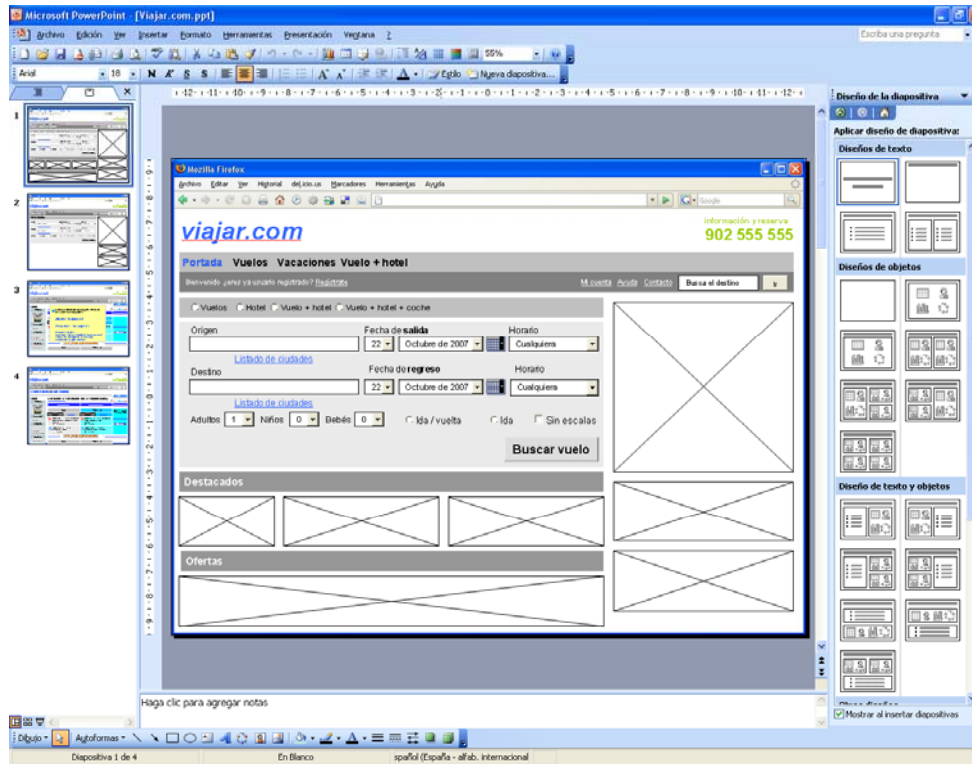 Microsoft PowerPoint - [Viajar.com.ppt]
Archivo Edición Ver Insertar Formato Herramientas Presentación Ventana ?
Escriba una pregunta
55%
Arial 18 N K S S Estilo Nueva diapositiva...
Diseño de la diapositiva
Aplicar diseño de diapositiva:
Diseños de texto
Diseños de objetos
Diseño de texto y objetos
Mostrar al insertar diapositivas
1
2
3
4
Mozilla Firefox
Archivo Editar Ver Historial del.icio.us Marcadores Herramientas Ayuda
Google
viajar.com
información y reserva
902 555 555
Portada Vuelos Vacaciones Vuelo + hotel
Bienvenido ¿eres ya usuario registrado? Regístrate
Mi cuenta Ayuda Contacto Busca el destino
Vuelos Hotel Vuelo + hotel Vuelo + hotel + coche
Origen Fecha de salida Horario
22 Octubre de 2007 Cualquiera
Listado de ciudades
Destino Fecha de regreso Horario
22 Octubre de 2007 Cualquiera
Listado de ciudades
Adultos 1 Niños 0 Bebés 0 Ida / vuelta Ida Sin escalas
Buscar vuelo
Destacados
Ofertas
Haga clic para agregar notas
Dibujo Autoformas
Diapositiva 1 de 4 En Blanco spañol (España - alfab. internacional